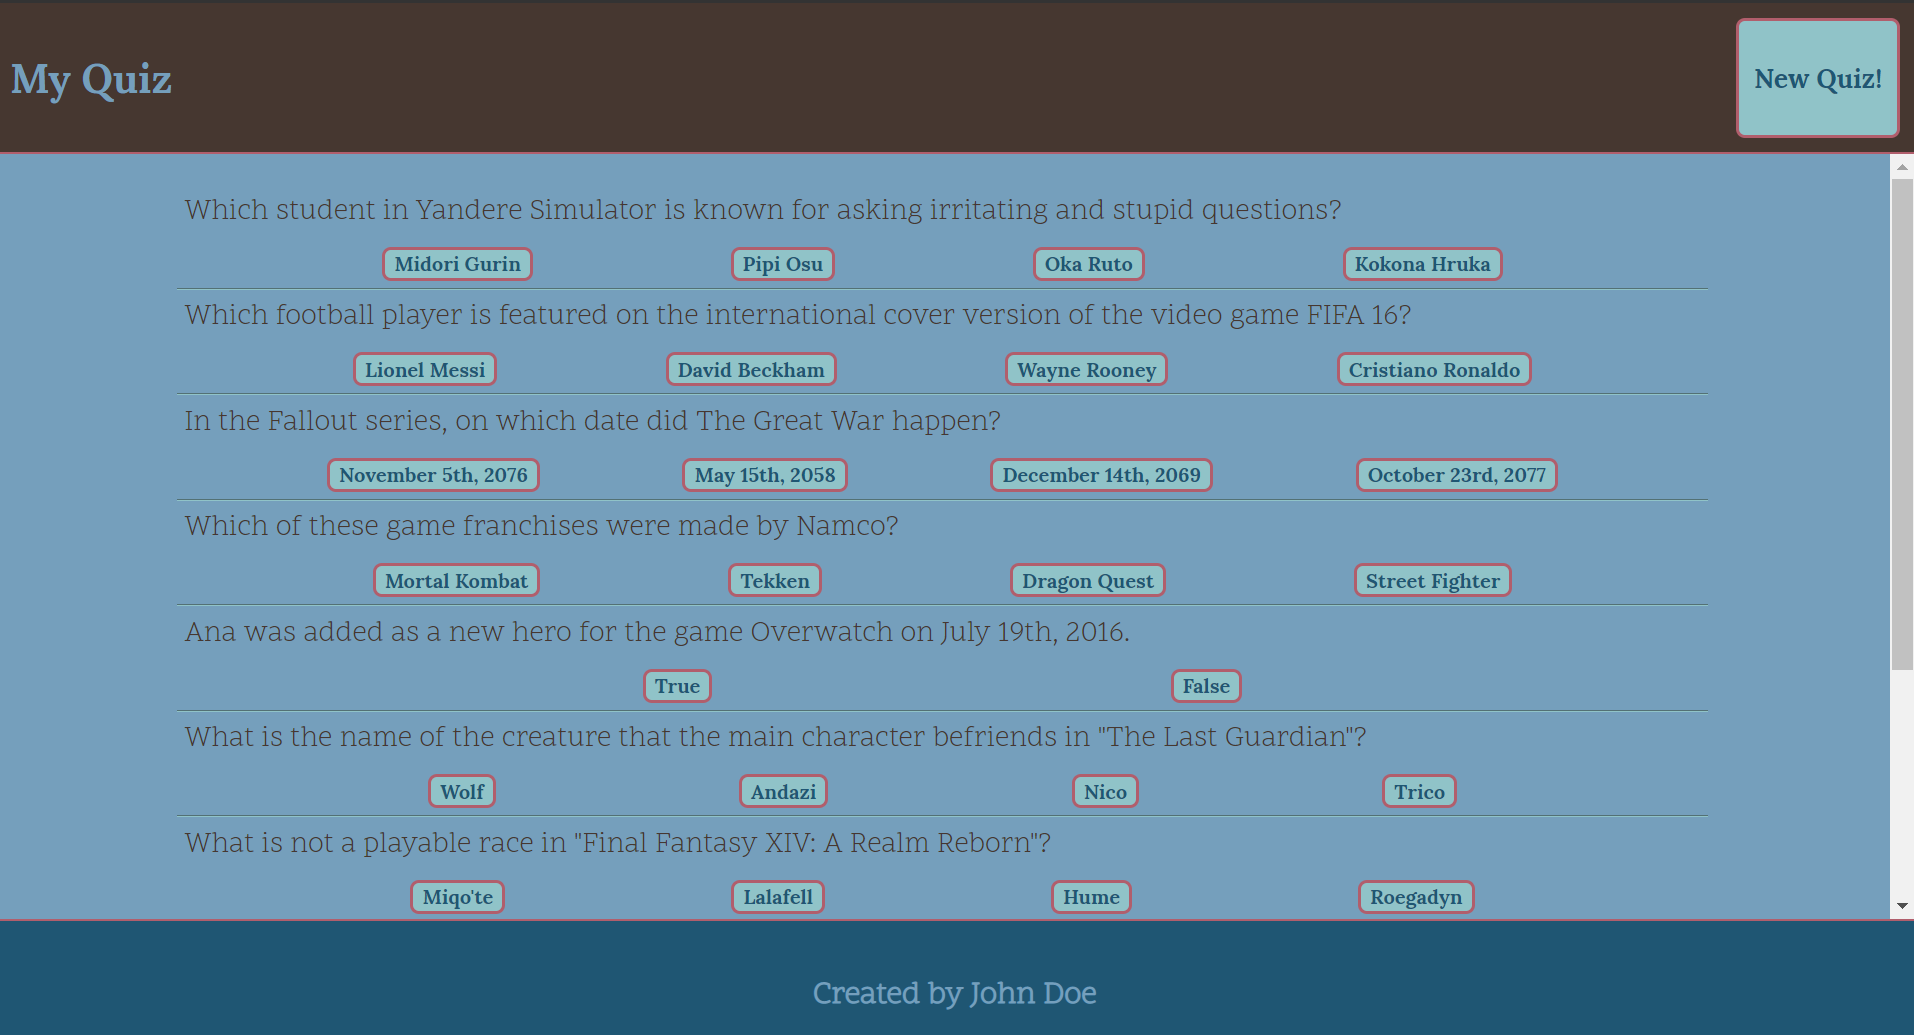 My Quiz
New Quiz!
Which student in Yandere Simulator is known for asking irritating and stupid questions?
Midori Gurin Pipi Osu Oka Ruto Kokona Hruka
Which football player is featured on the international cover version of the video game FIFA 16?
Lionel Messi David Beckham Wayne Rooney Cristiano Ronaldo
In the Fallout series, on which date did The Great War happen?
November 5th, 2076 May 15th, 2058 December 14th, 2069 October 23rd, 2077
Which of these game franchises were made by Namco?
Mortal Kombat Tekken Dragon Quest Street Fighter
Ana was added as a new hero for the game Overwatch on July 19th, 2016.
True False
What is the name of the creature that the main character befriends in "The Last Guardian"?
Wolf Andazi Nico Trico
What is not a playable race in "Final Fantasy XIV: A Realm Reborn"?
Miqo'te Lalafell Hume Roegadyn
Created by John Doe